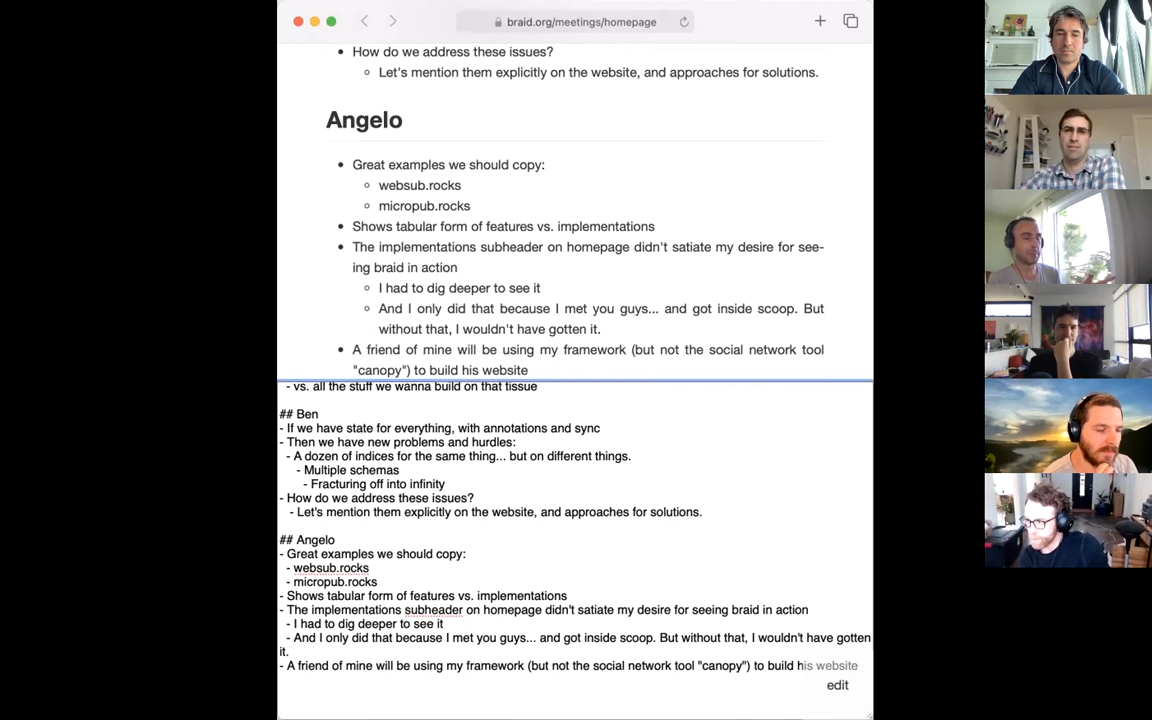 braid.org/meetings/homepage
• How do we address these issues?
◦ Let's mention them explicitly on the website, and approaches for solutions.
Angelo
• Great examples we should copy:
◦ websub.rocks
◦ micropub.rocks
• Shows tabular form of features vs. implementations
• The implementations subheader on homepage didn't satiate my desire for see-
ing braid in action
◦ I had to dig deeper to see it
◦ And I only did that because I met you guys... and got inside scoop. But
without that, I wouldn't have gotten it.
• A friend of mine will be using my framework (but not the social network tool
"canopy") to build his website
- vs. all the stuff we wanna build on that tissue
## Ben
- If we have state for everything, with annotations and sync
- Then we have new problems and hurdles:
- A dozen of indices for the same thing... but on different things.
- Multiple schemas
- Fracturing off into infinity
- How do we address these issues?
- Let's mention them explicitly on the website, and approaches for solutions.
## Angelo
- Great examples we should copy:
- websub.rocks
- micropub.rocks
- Shows tabular form of features vs. implementations
- The implementations subheader on homepage didn't satiate my desire for seeing braid in action
- I had to dig deeper to see it
- And I only did that because I met you guys... and got inside scoop. But without that, I wouldn't have gotten
it.
- A friend of mine will be using my framework (but not the social network tool "canopy") to build his website
edit